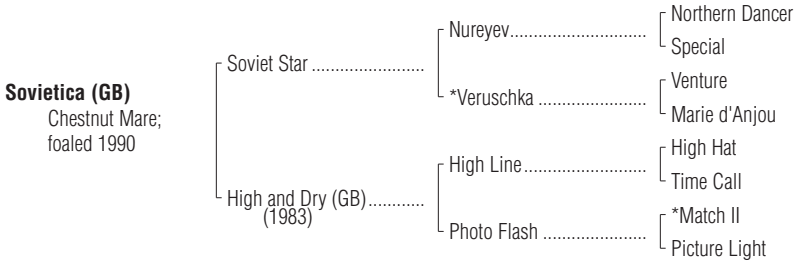 Sovietica (GB)
Chestnut Mare;
foaled 1990
Soviet Star ........................
High and Dry (GB)............
(1983)
Nureyev.............................
*Veruschka .......................
High Line...........................
Photo Flash ......................
Northern Dancer
Special
Venture
Marie d'Anjou
High Hat
Time Call
*Match II
Picture Light